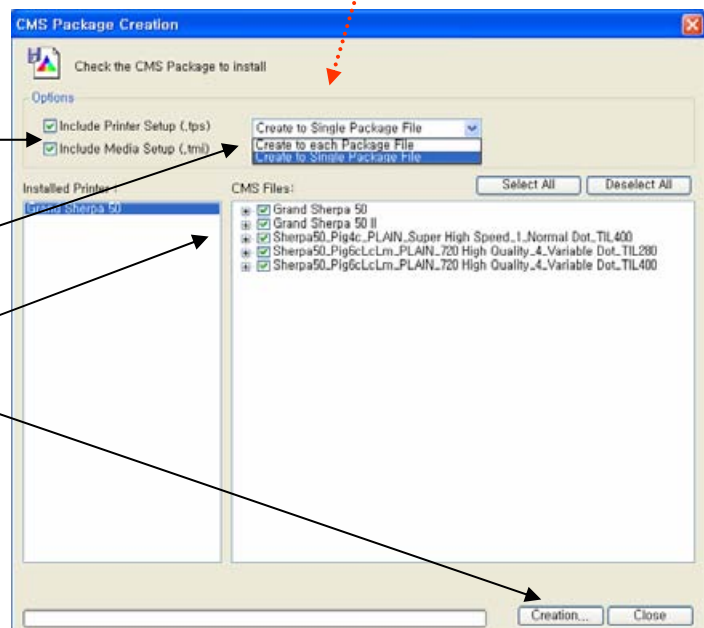 CMS Package Creation
Check the CMS Package to install
Options
Include Printer Setup (.tps)
Include Media Setup (.tmi)
Create to Single Package File
Create to each Package File
Create to Single Package File
Installed Printer :
CMS Files:
Select All
Deselect All
Grand Sherpa 50
Grand Sherpa 50
Grand Sherpa 50 II
Sherpa50_Pig4c_PLAIN_Super High Speed_1_Normal Dot_TIL400
Sherpa50_Pig6cLcLm_PLAIN_720 High Quality_4_Variable Dot_TIL280
Sherpa50_Pig6cLcLm_PLAIN_720 High Quality_4_Variable Dot_TIL400
Creation...
Close